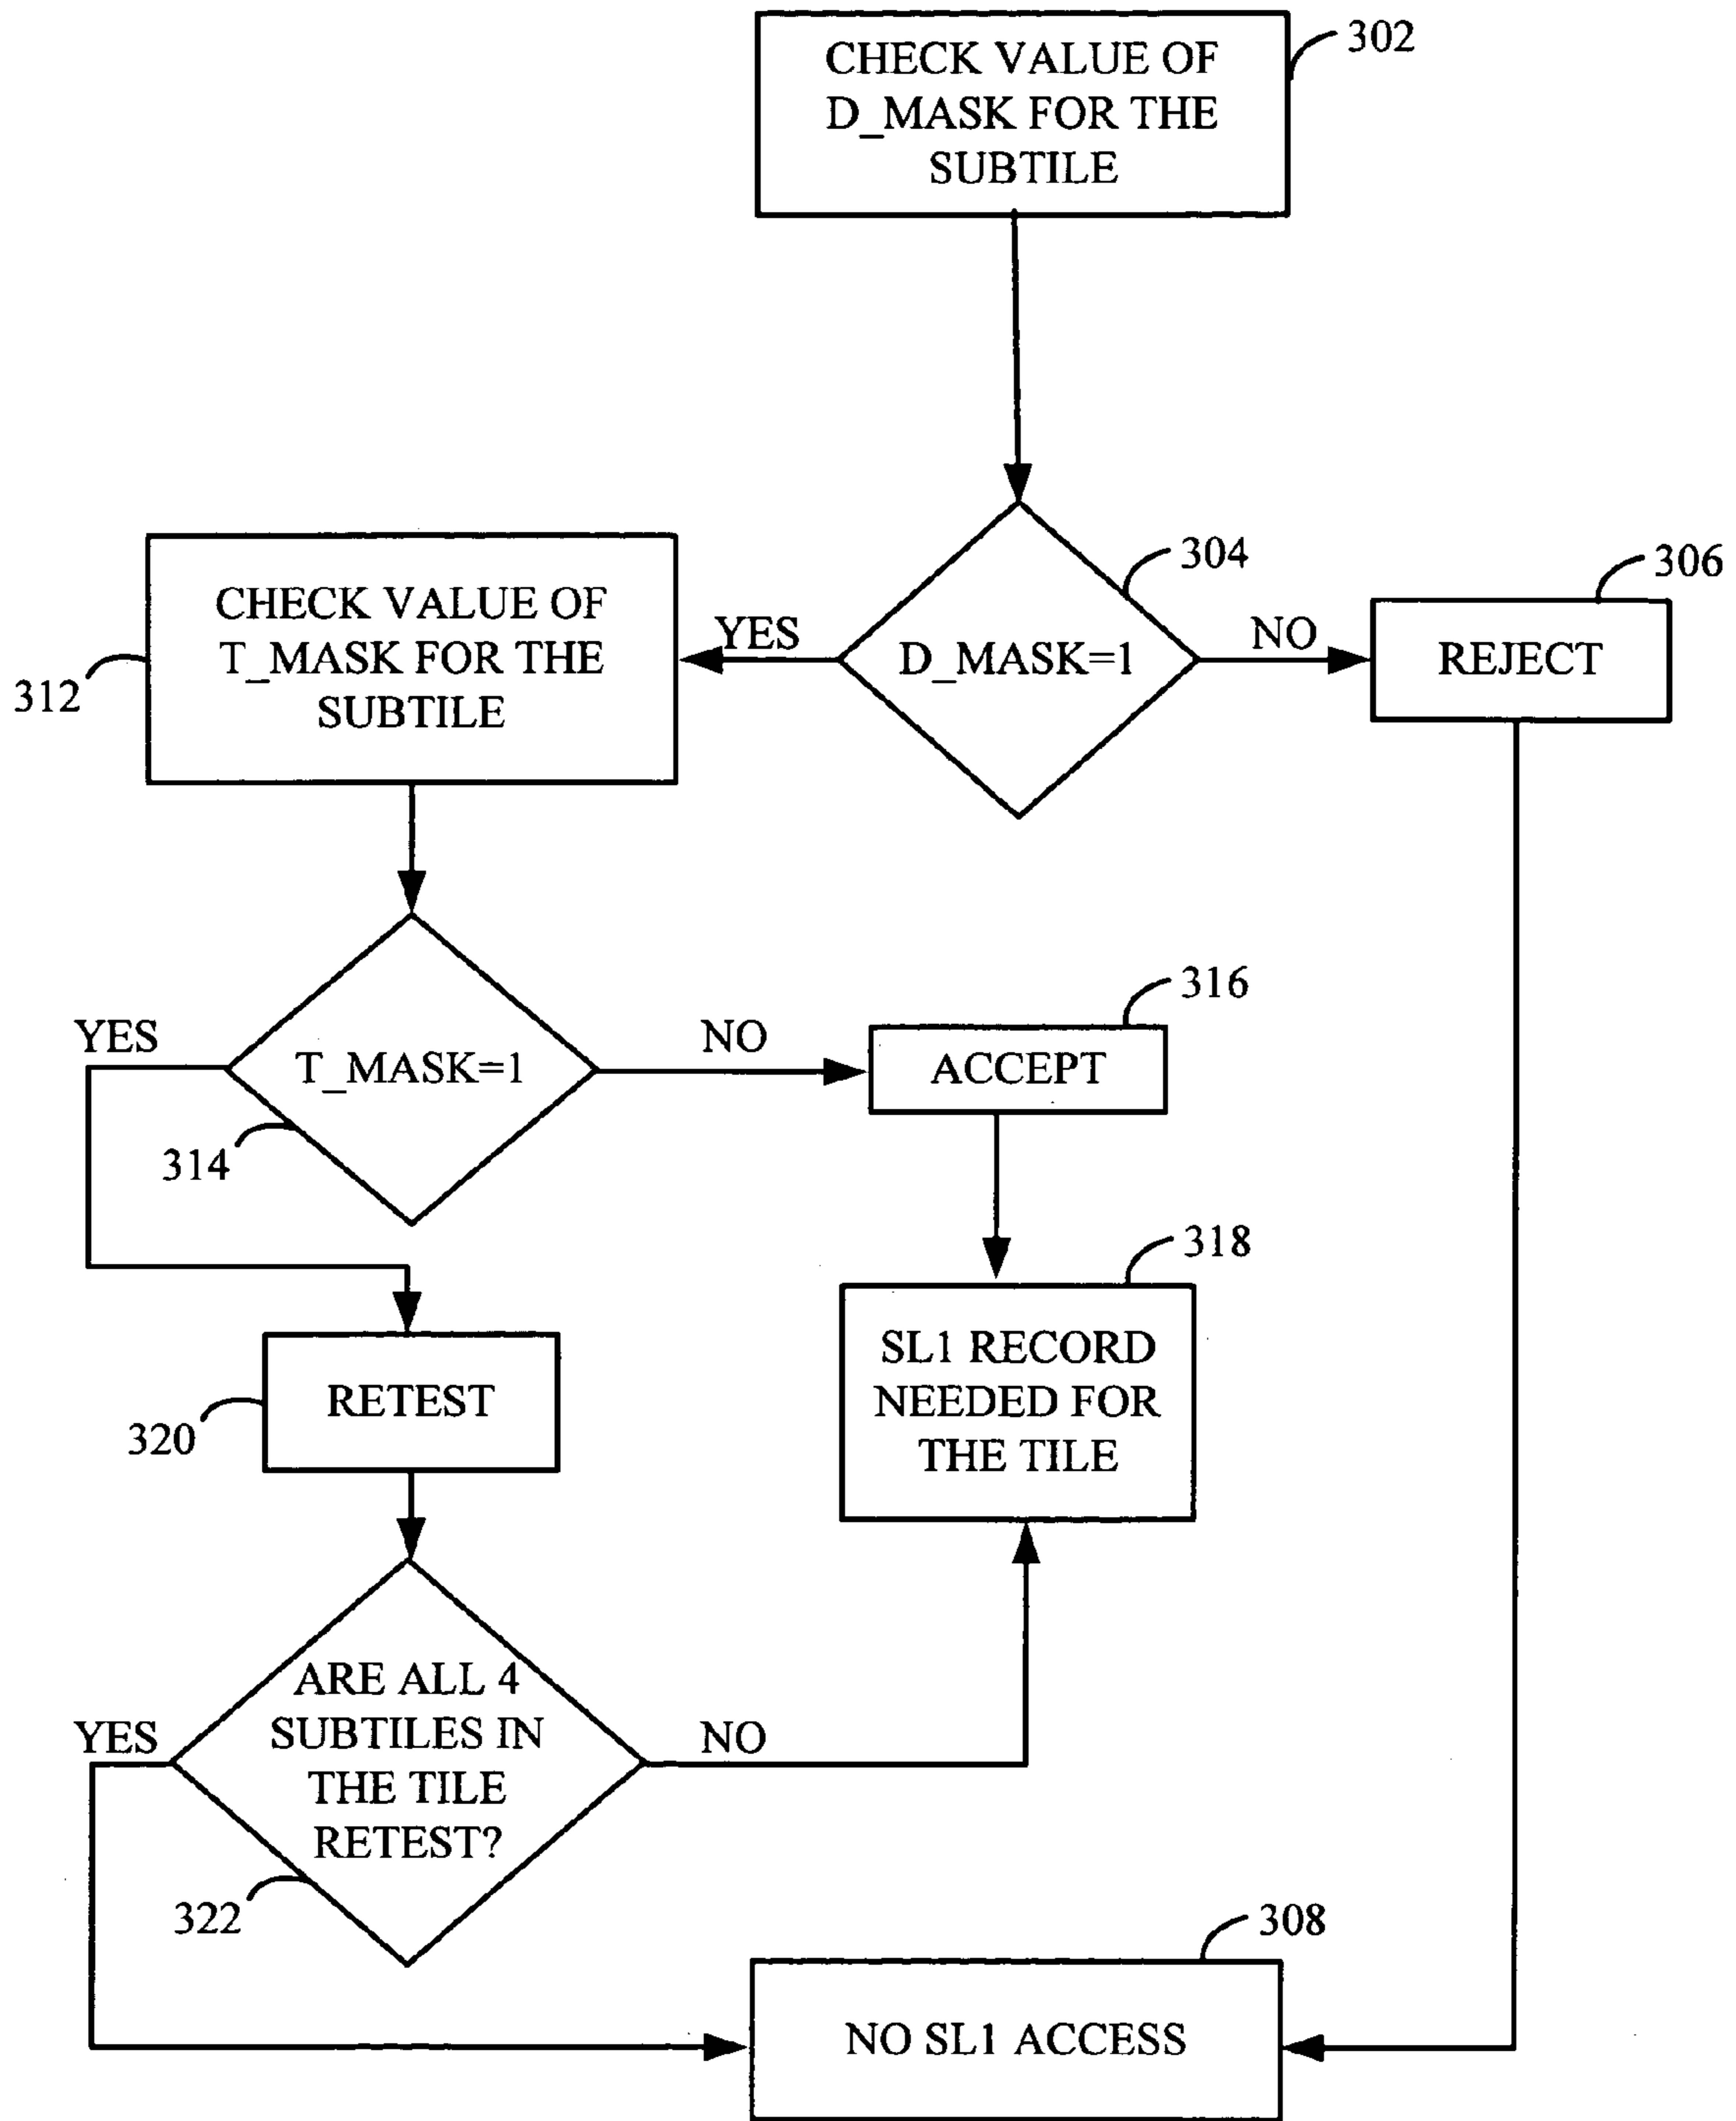 CHECK VALUE OF
D_MASK FOR THE
SUBTILE
302
304
306
CHECK VALUE OF
T_MASK FOR THE
SUBTILE
312
YES
D_MASK=1
NO
REJECT
316
YES
T_MASK=1
NO
ACCEPT
314
318
SL1 RECORD
NEEDED FOR
THE TILE
RETEST
320
ARE ALL 4
SUBTILES IN
THE TILE
RETEST?
YES
NO
322
308
NO SL1 ACCESS